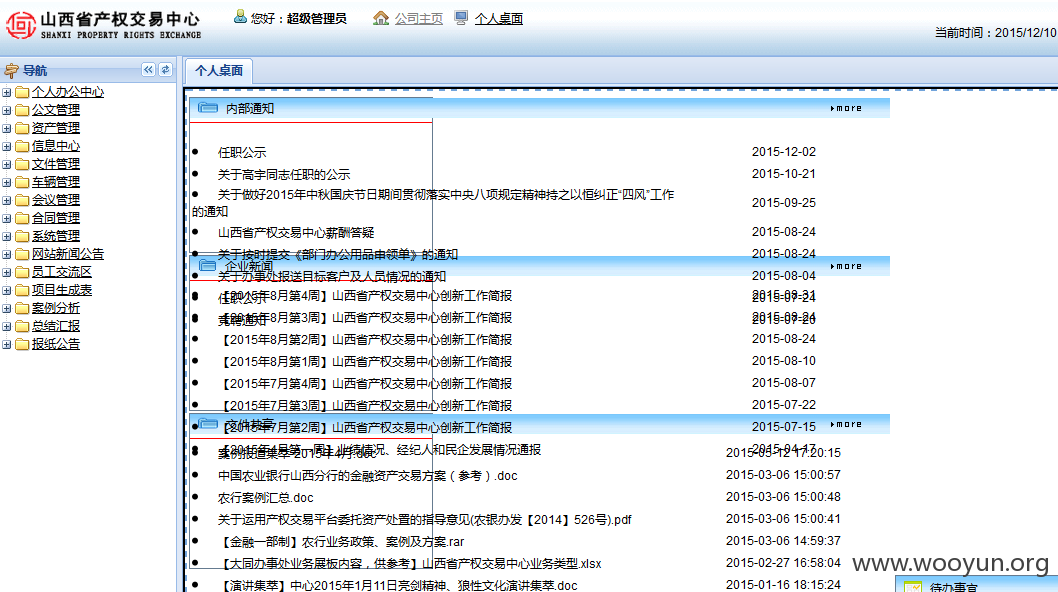 山西省产权交易中心
SHANXI PROPERTY RIGHTS EXCHANGE
您好：超级管理员 公司主页 个人桌面
当前时间：2015/12/10
导航
个人办公中心
公文管理
资产管理
信息中心
文件管理
车辆管理
会议管理
合同管理
系统管理
网站新闻公告
员工交流区
项目生成表
案例分析
总结汇报
报纸公告
个人桌面
内部通知 more
任职公示 2015-12-02
关于高宇同志任职的公示 2015-10-21
关于做好2015年中秋国庆节日期间贯彻落实中央八项规定精神持之以恒纠正“四风”工作
的通知 2015-09-25
山西省产权交易中心薪酬答疑 2015-08-24
关于按时提交《部门办公用品申领单》的通知 2015-08-24
企业新闻 more
关于办事处报送目标客户及人员情况的通知 2015-08-04
任职公示
【2015年8月第4周】山西省产权交易中心创新工作简报
竞聘通知
【2015年8月第3周】山西省产权交易中心创新工作简报
【2015年8月第2周】山西省产权交易中心创新工作简报 2015-08-24
【2015年8月第1周】山西省产权交易中心创新工作简报 2015-08-10
【2015年7月第4周】山西省产权交易中心创新工作简报 2015-08-07
【2015年7月第3周】山西省产权交易中心创新工作简报 2015-07-22
文件共享 more
【2015年7月第2周】山西省产权交易中心创新工作简报 2015-07-15
【2015年4月第一周】业绩情况、经纪人和民企发展情况通报 2015-04-17
案例报道集萃 2015年4月.doc 2015-03-12 17:20:15
中国农业银行山西分行的金融资产交易方案（参考）.doc 2015-03-06 15:00:57
农行案例汇总.doc 2015-03-06 15:00:48
关于运用产权交易平台委托资产处置的指导意见(农银办发【2014】526号).pdf 2015-03-06 15:00:41
【金融一部制】农行业务政策、案例及方案.rar 2015-03-06 14:59:37
【大同办事处业务展板内容，供参考】山西省产权交易中心业务类型.xlsx 2015-02-27 16:58:04
【演讲集萃】中心2015年1月11日亮剑精神、狼性文化演讲集萃.doc 2015-01-16 18:15:24
www.wooyun.org
待办事宜